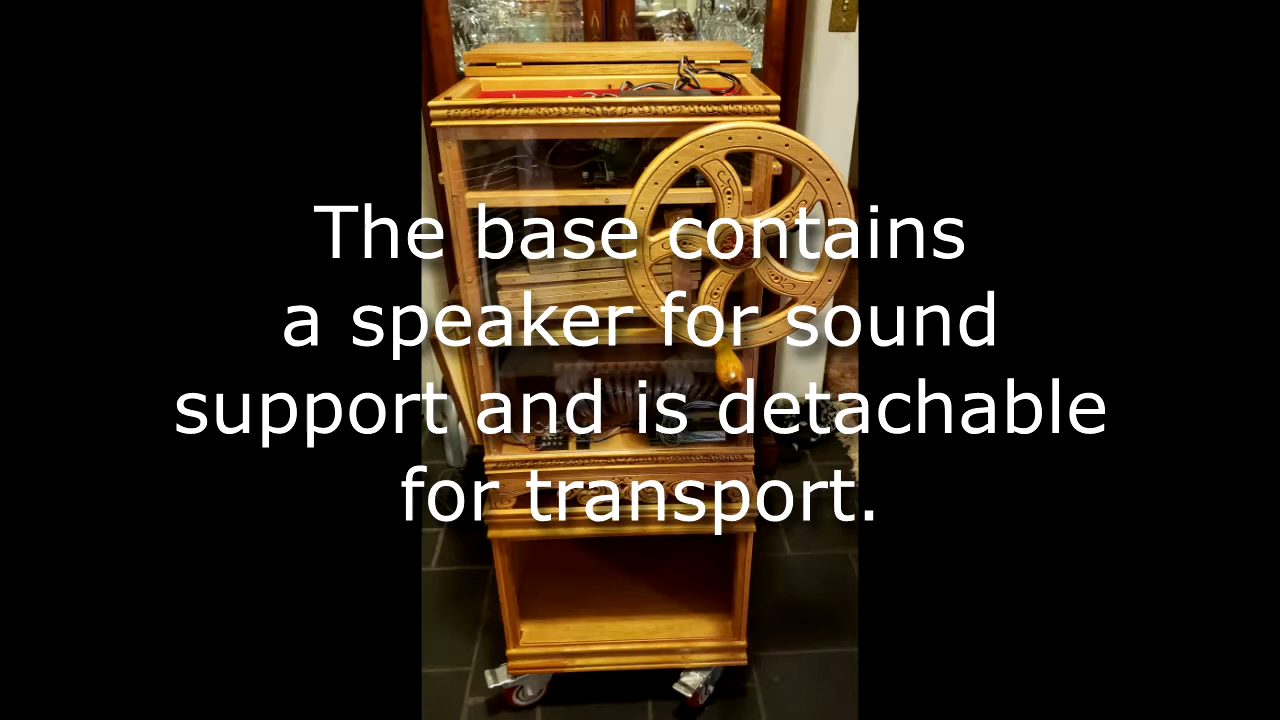 The base contains
a speaker for sound
support and is detachable
for transport.